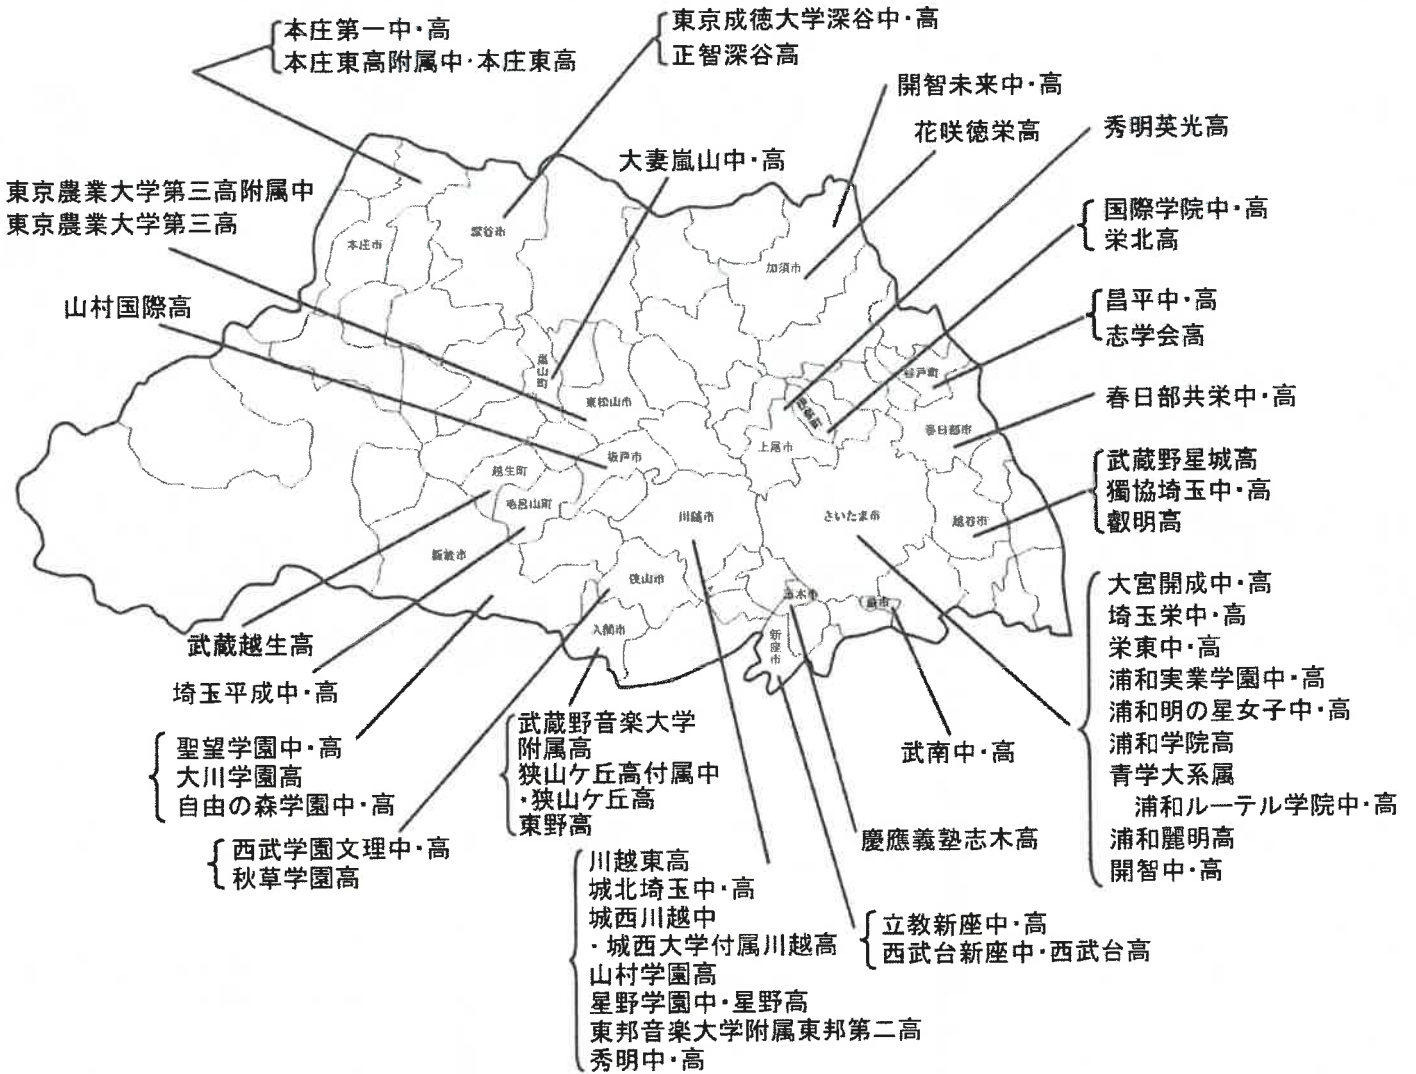 本庄第一中・高
本庄東高附属中・本庄東高
東京成徳大学深谷中・高
正智深谷高
開智未来中・高
花咲徳栄高
秀明英光高
大妻嵐山中・高
東京農業大学第三高附属中
東京農業大学第三高
山村国際高
国際学院中・高
栄北高
昌平中・高
志学会高
春日部共栄中・高
武蔵野星城高
獨協埼玉中・高
叡明高
大宮開成中・高
埼玉栄中・高
栄東中・高
浦和実業学園中・高
浦和明の星女子中・高
浦和学院高
青学大系属
浦和ルーテル学院中・高
浦和麗明高
開智中・高
本庄市
深谷市
加須市
嵐山町
東松山市
杉戸町
上尾市
春日部市
坂戸市
越生町
毛呂山町
川越市
さいたま市
越谷市
飯能市
狭山市
志木市
蕨市
入間市
新座市
武蔵越生高
埼玉平成中・高
聖望学園中・高
大川学園高
自由の森学園中・高
西武学園文理中・高
秋草学園高
武蔵野音楽大学
附属高
狭山ケ丘高付属中
・狭山ケ丘高
東野高
武南中・高
慶應義塾志木高
川越東高
城北埼玉中・高
城西川越中
・城西大学付属川越高
山村学園高
星野学園中・星野高
東邦音楽大学附属東邦第二高
秀明中・高
立教新座中・高
西武台新座中・西武台高